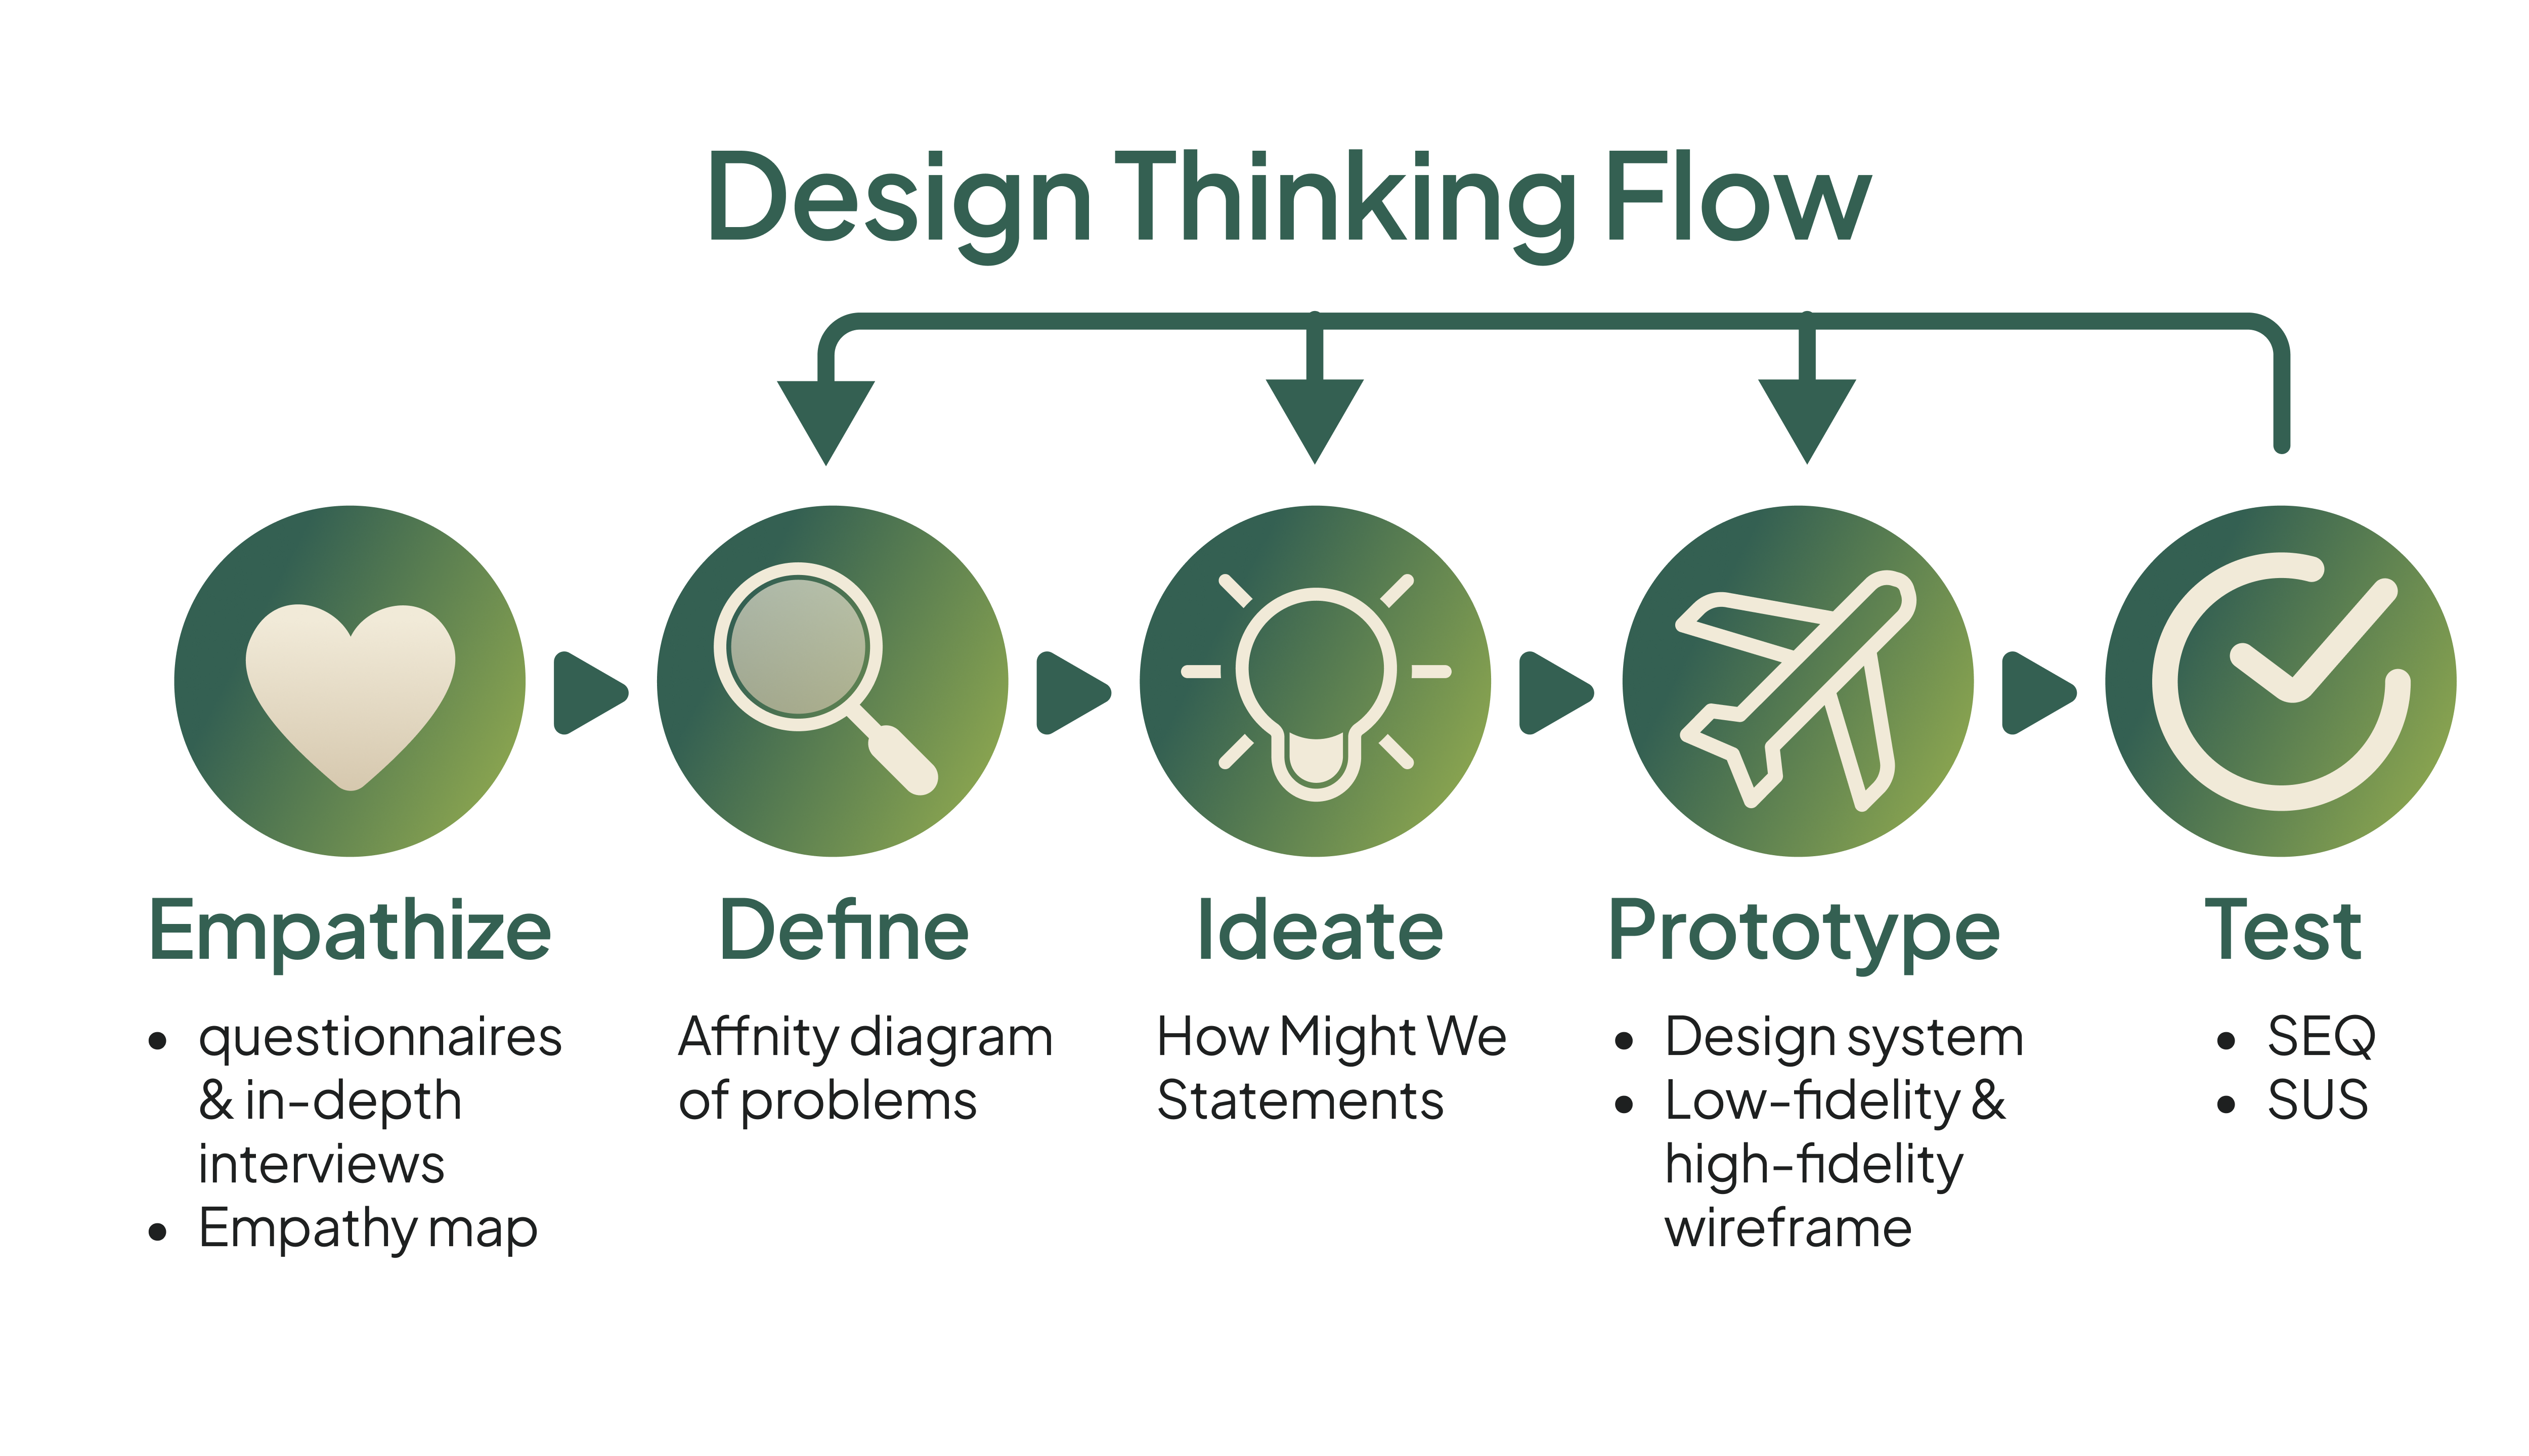 Design Thinking Flow
Empathize
• questionnaires
& in-depth
interviews
• Empathy map
Define
Affnity diagram
of problems
Ideate
How Might We
Statements
Prototype
• Design system
• Low-fidelity &
high-fidelity
wireframe
Test
• SEQ
• SUS